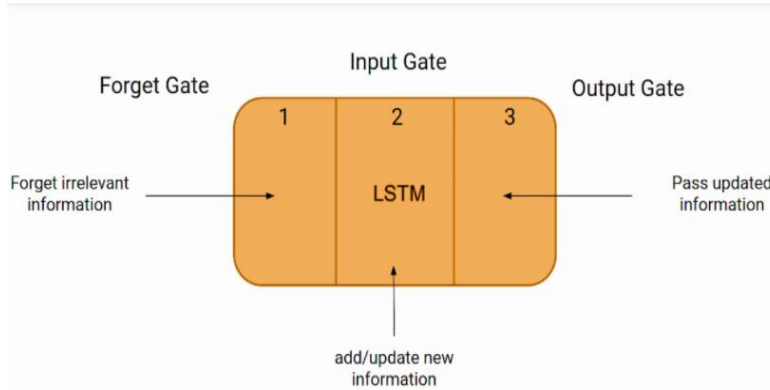 Input Gate
Forget Gate
Output Gate
1
2
3
Forget irrelevant
information
LSTM
Pass updated
information
add/update new
information